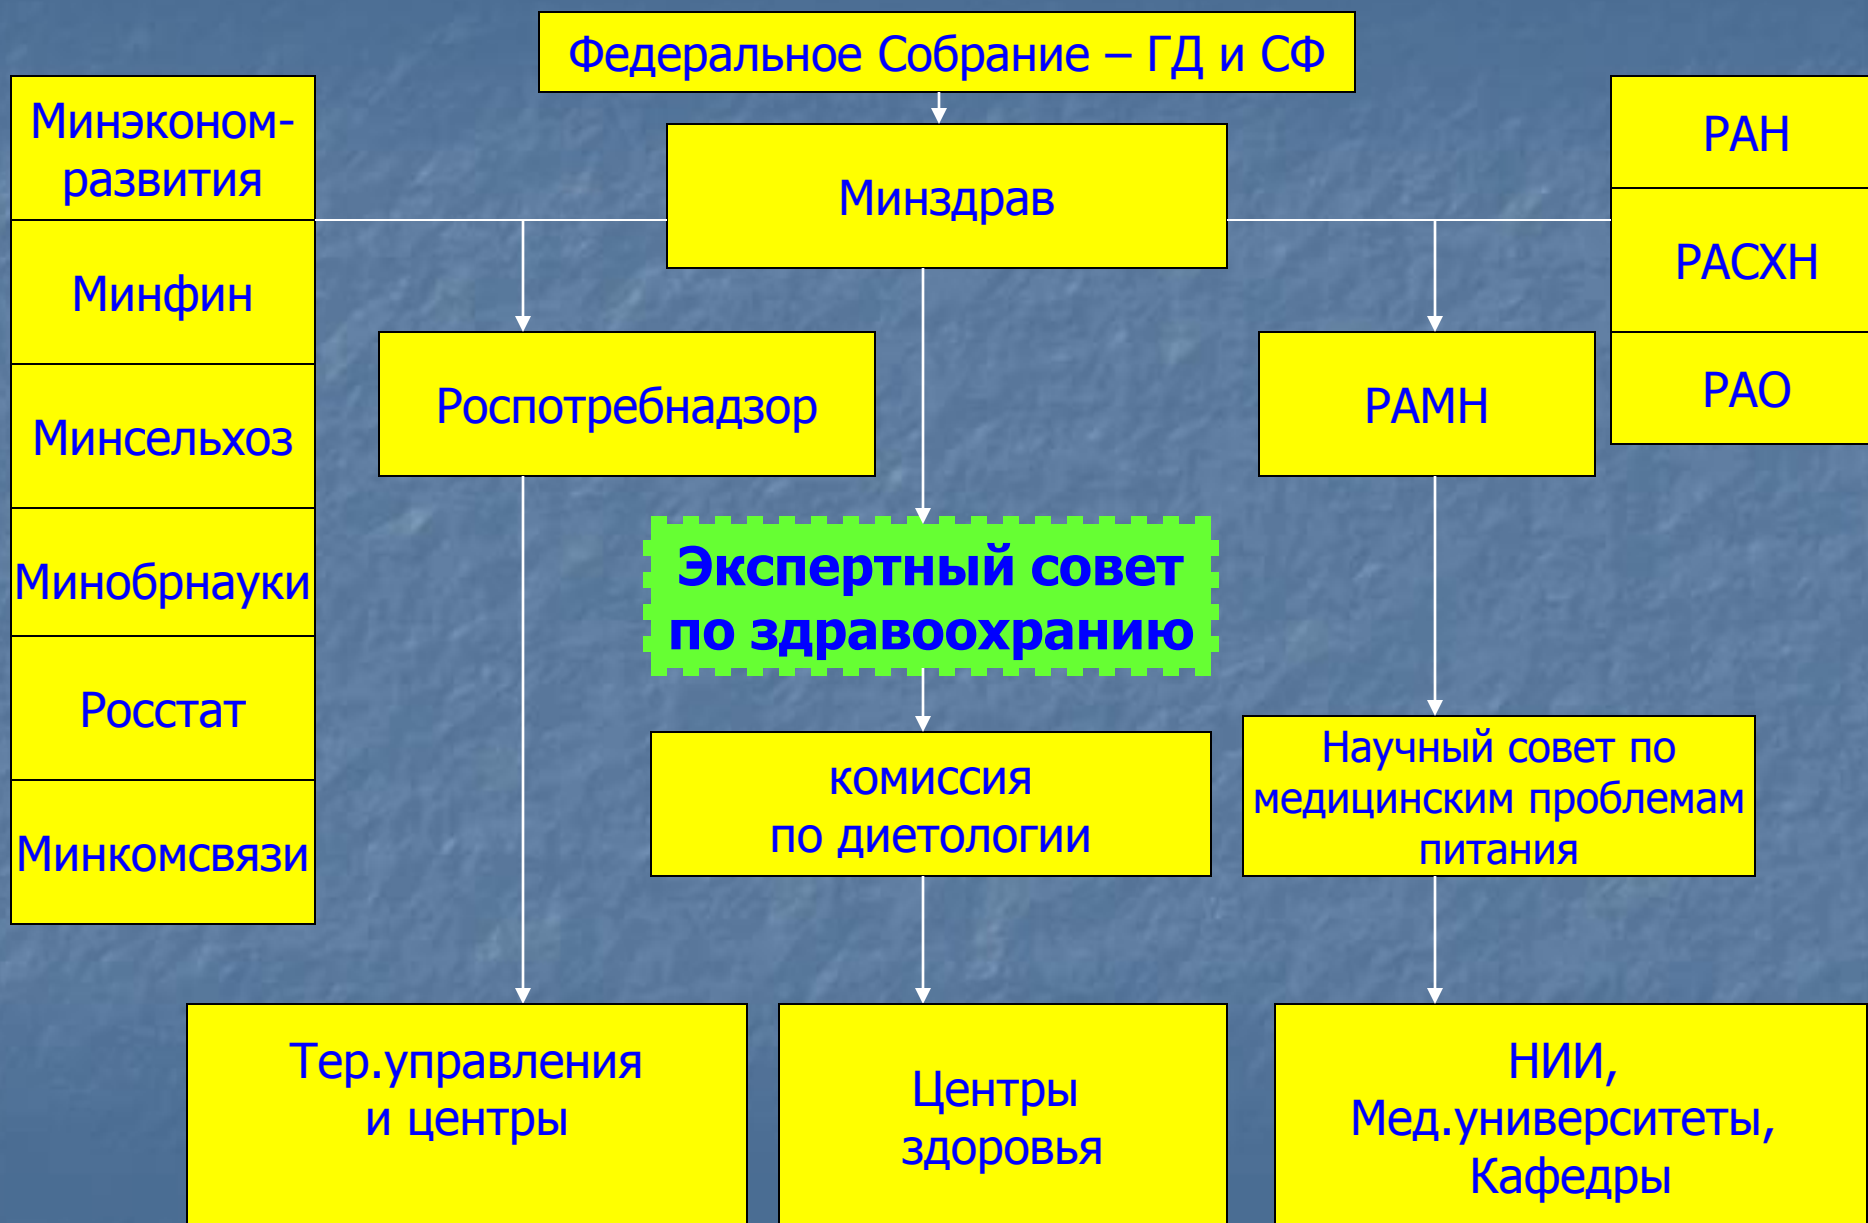 Федеральное Собрание – ГД и СФ
Минэконом-
развития
Минфин
Минсельхоз
Минобрнауки
Росстат
Минкомсвязи
Минздрав
РАН
РАСХН
РАО
Роспотребнадзор
РАМН
Экспертный совет
по здравоохранию
комиссия
по диетологии
Научный совет по
медицинским проблемам
питания
Тер.управления
и центры
Центры
здоровья
НИИ,
Мед.университеты,
Кафедры